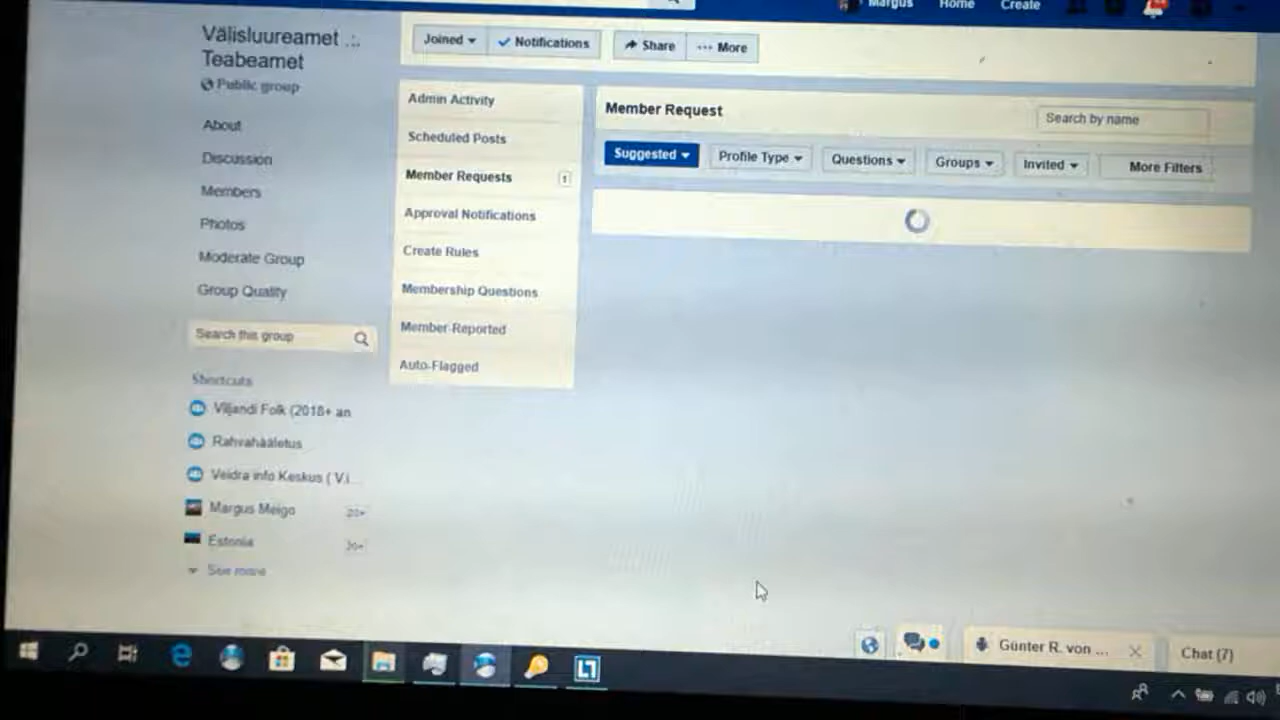 Margus Home Create
Välisluureamet .:.
Teabeamet
Public group
About
Discussion
Members
Photos
Moderate Group
Group Quality
Search this group
Shortcuts
Viljandi Folk (2018+ an
Rahvahääletus
Veidra info Keskus ( V.i...
Margus Meigo 20+
Estonia 20+
See more
Joined Notifications Share ... More
Admin Activity
Scheduled Posts
Member Requests 1
Approval Notifications
Create Rules
Membership Questions
Member-Reported
Auto-Flagged
Member Request Search by name
Suggested Profile Type Questions Groups Invited More Filters
Günter R. von ... Chat (7)